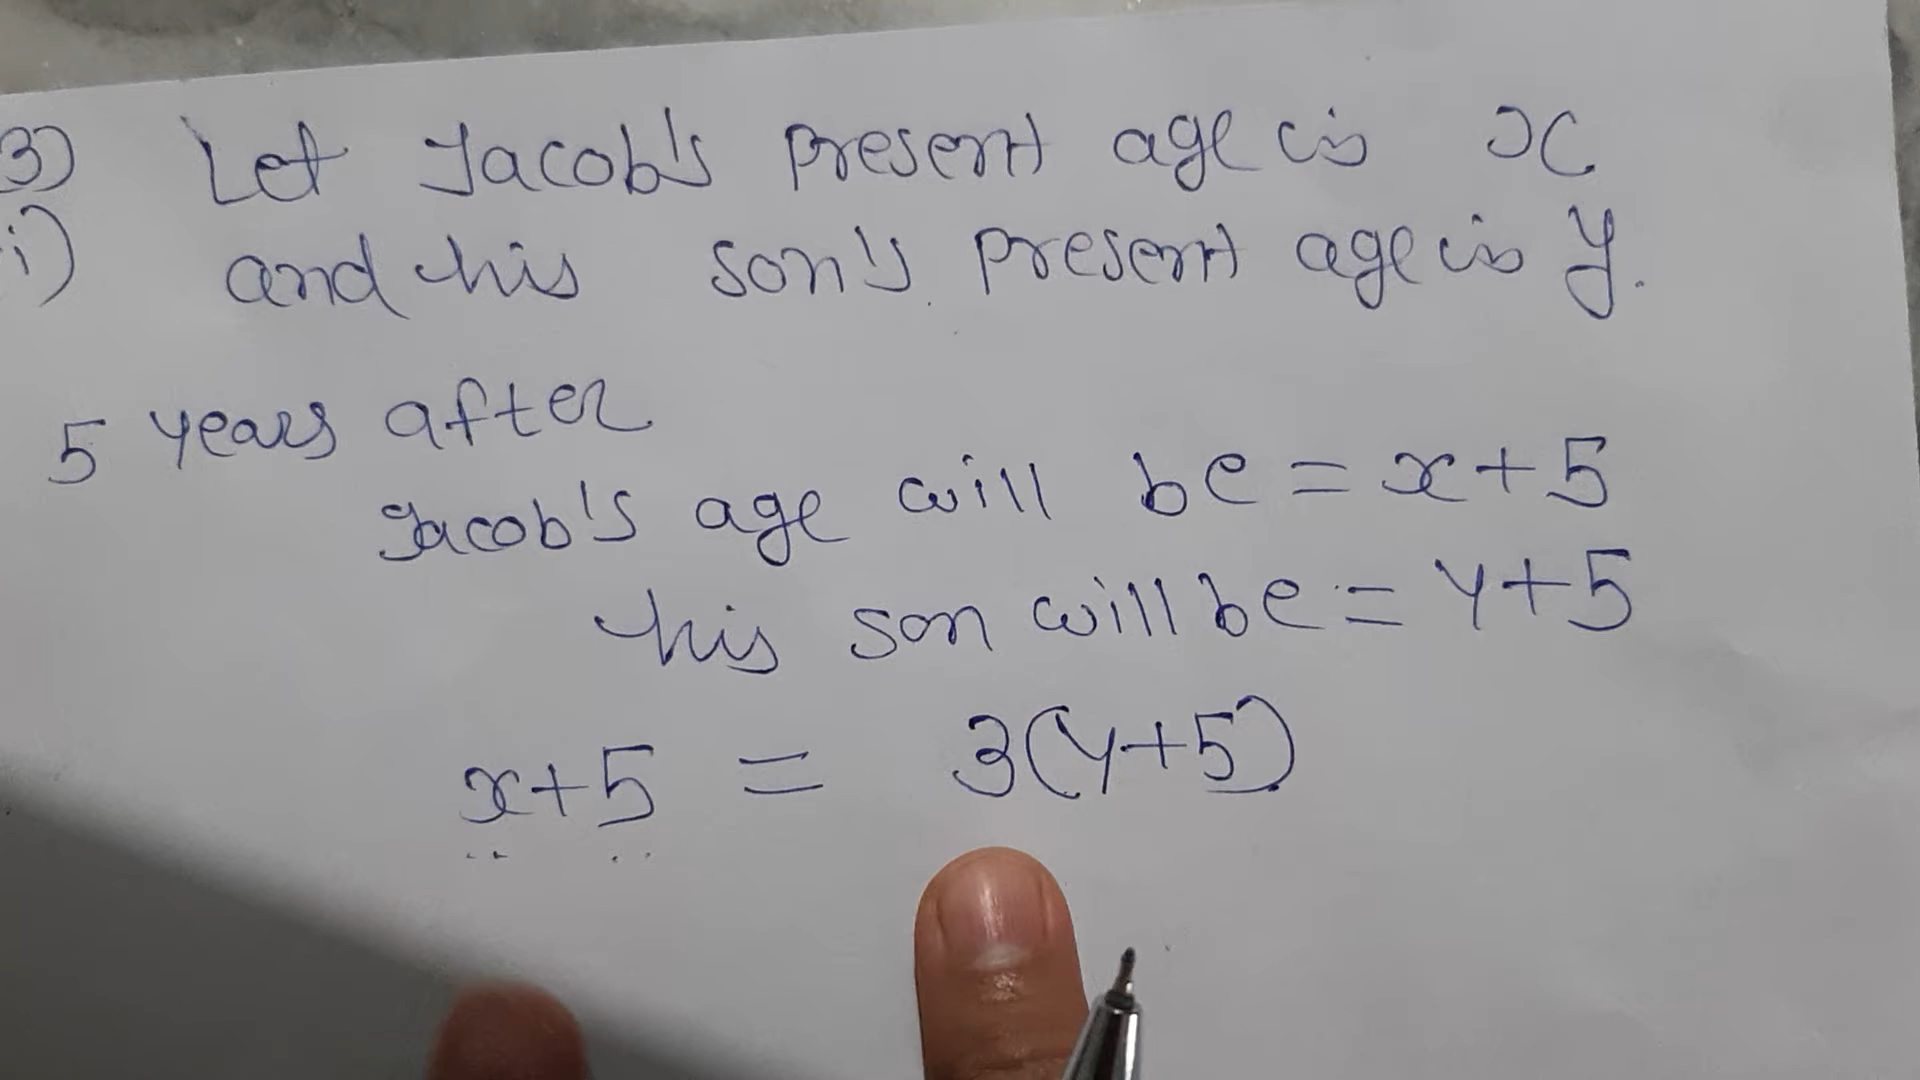 3) Let Jacob's present age is x
i) and his son's present age is y.
5 years after
Jacob's age will be = x+5
his son will be = y+5
x+5 = 3(y+5)